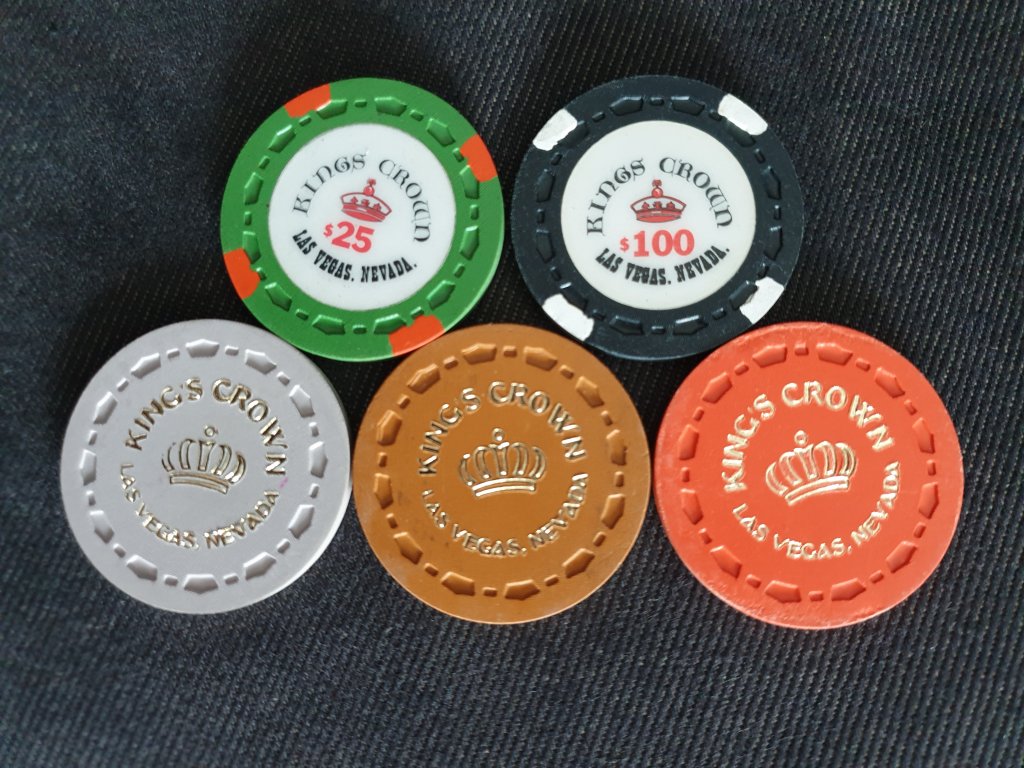 KINGS CROWN
$25
LAS VEGAS, NEVADA.
KINGS CROWN
$100
LAS VEGAS, NEVADA.
KING'S CROWN
LAS VEGAS, NEVADA
KING'S CROWN
LAS VEGAS, NEVADA
KING'S CROWN
LAS VEGAS, NEVADA